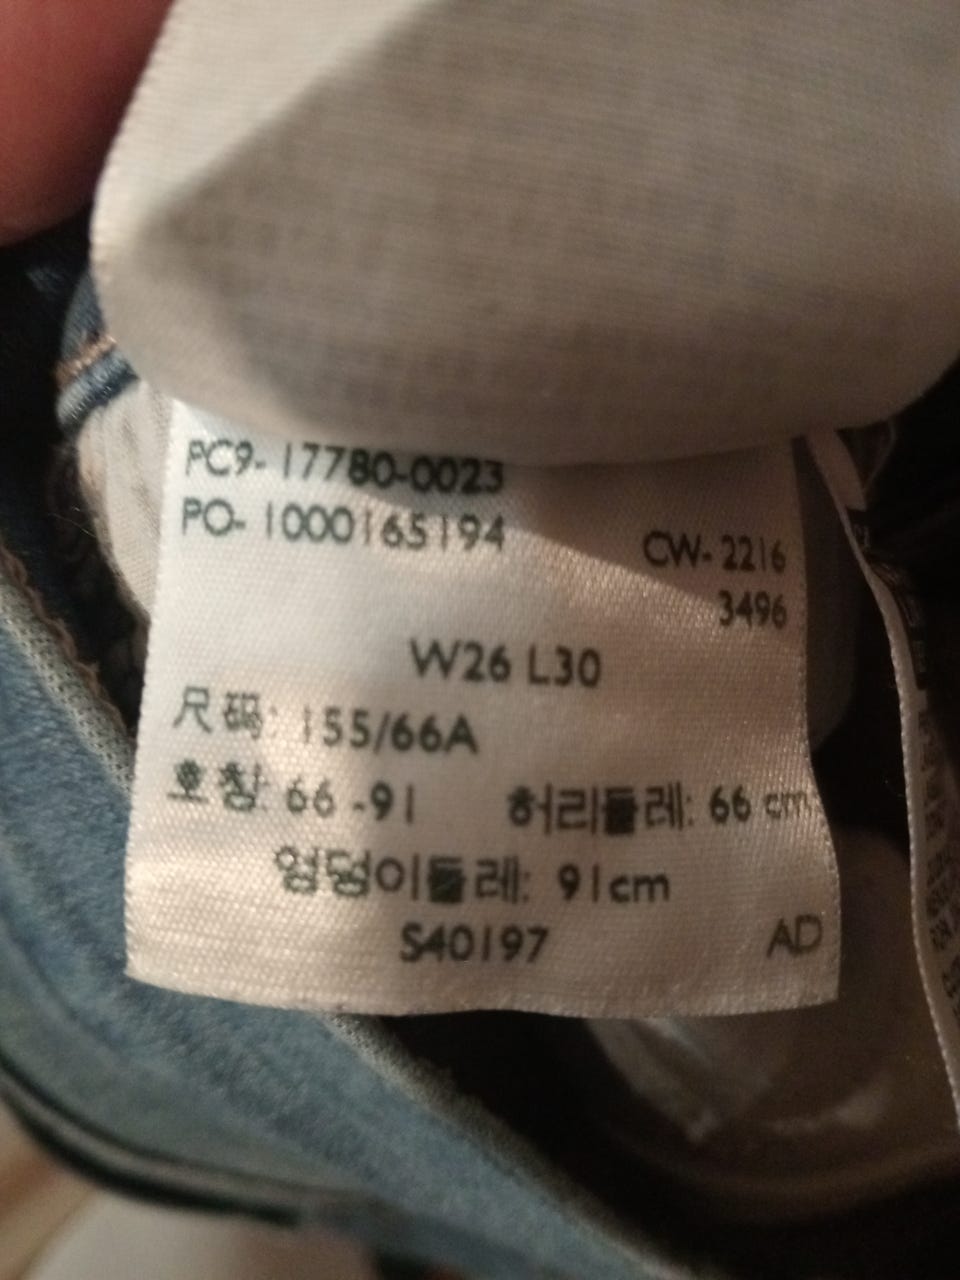 PC9- 17780-0023
PO- 1000165194
CW- 2216
3496
W26 L30
尺码: 155/66A
호칭: 66 -91 허리둘레: 66 cm
엉덩이둘레: 91cm
S40197 AD